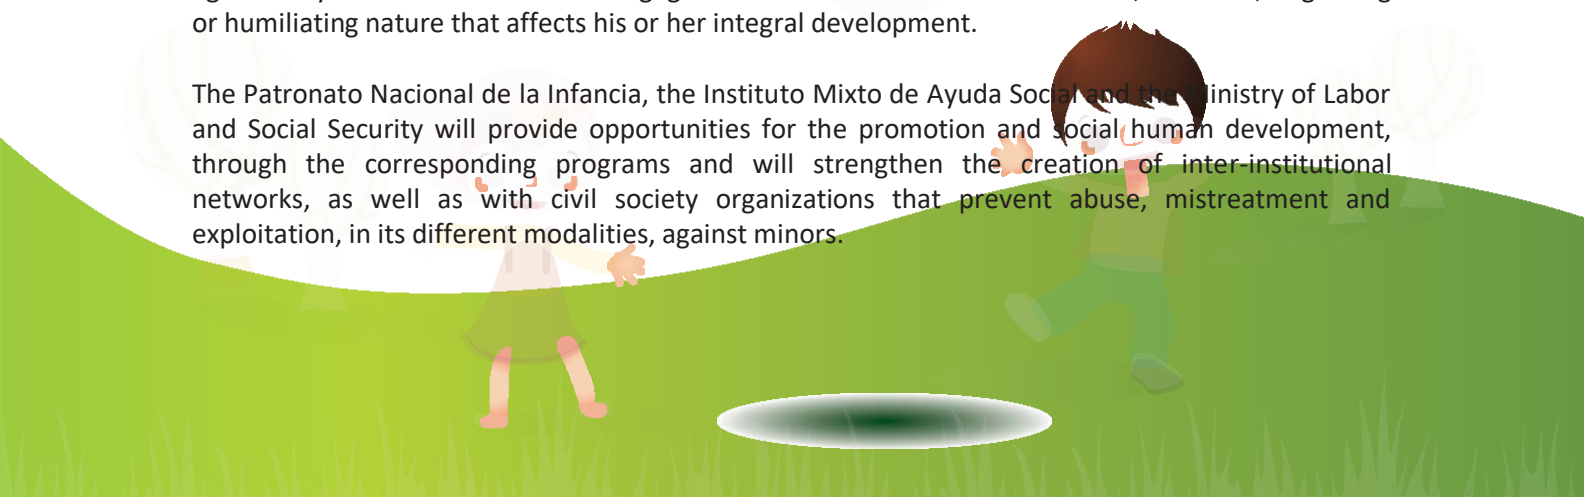 or humiliating nature that affects his or her integral development.
The Patronato Nacional de la Infancia, the Instituto Mixto de Ayuda Social and the Ministry of Labor
and Social Security will provide opportunities for the promotion and social human development,
through the corresponding programs and will strengthen the creation of inter-institutional
networks, as well as with civil society organizations that prevent abuse, mistreatment and
exploitation, in its different modalities, against minors.